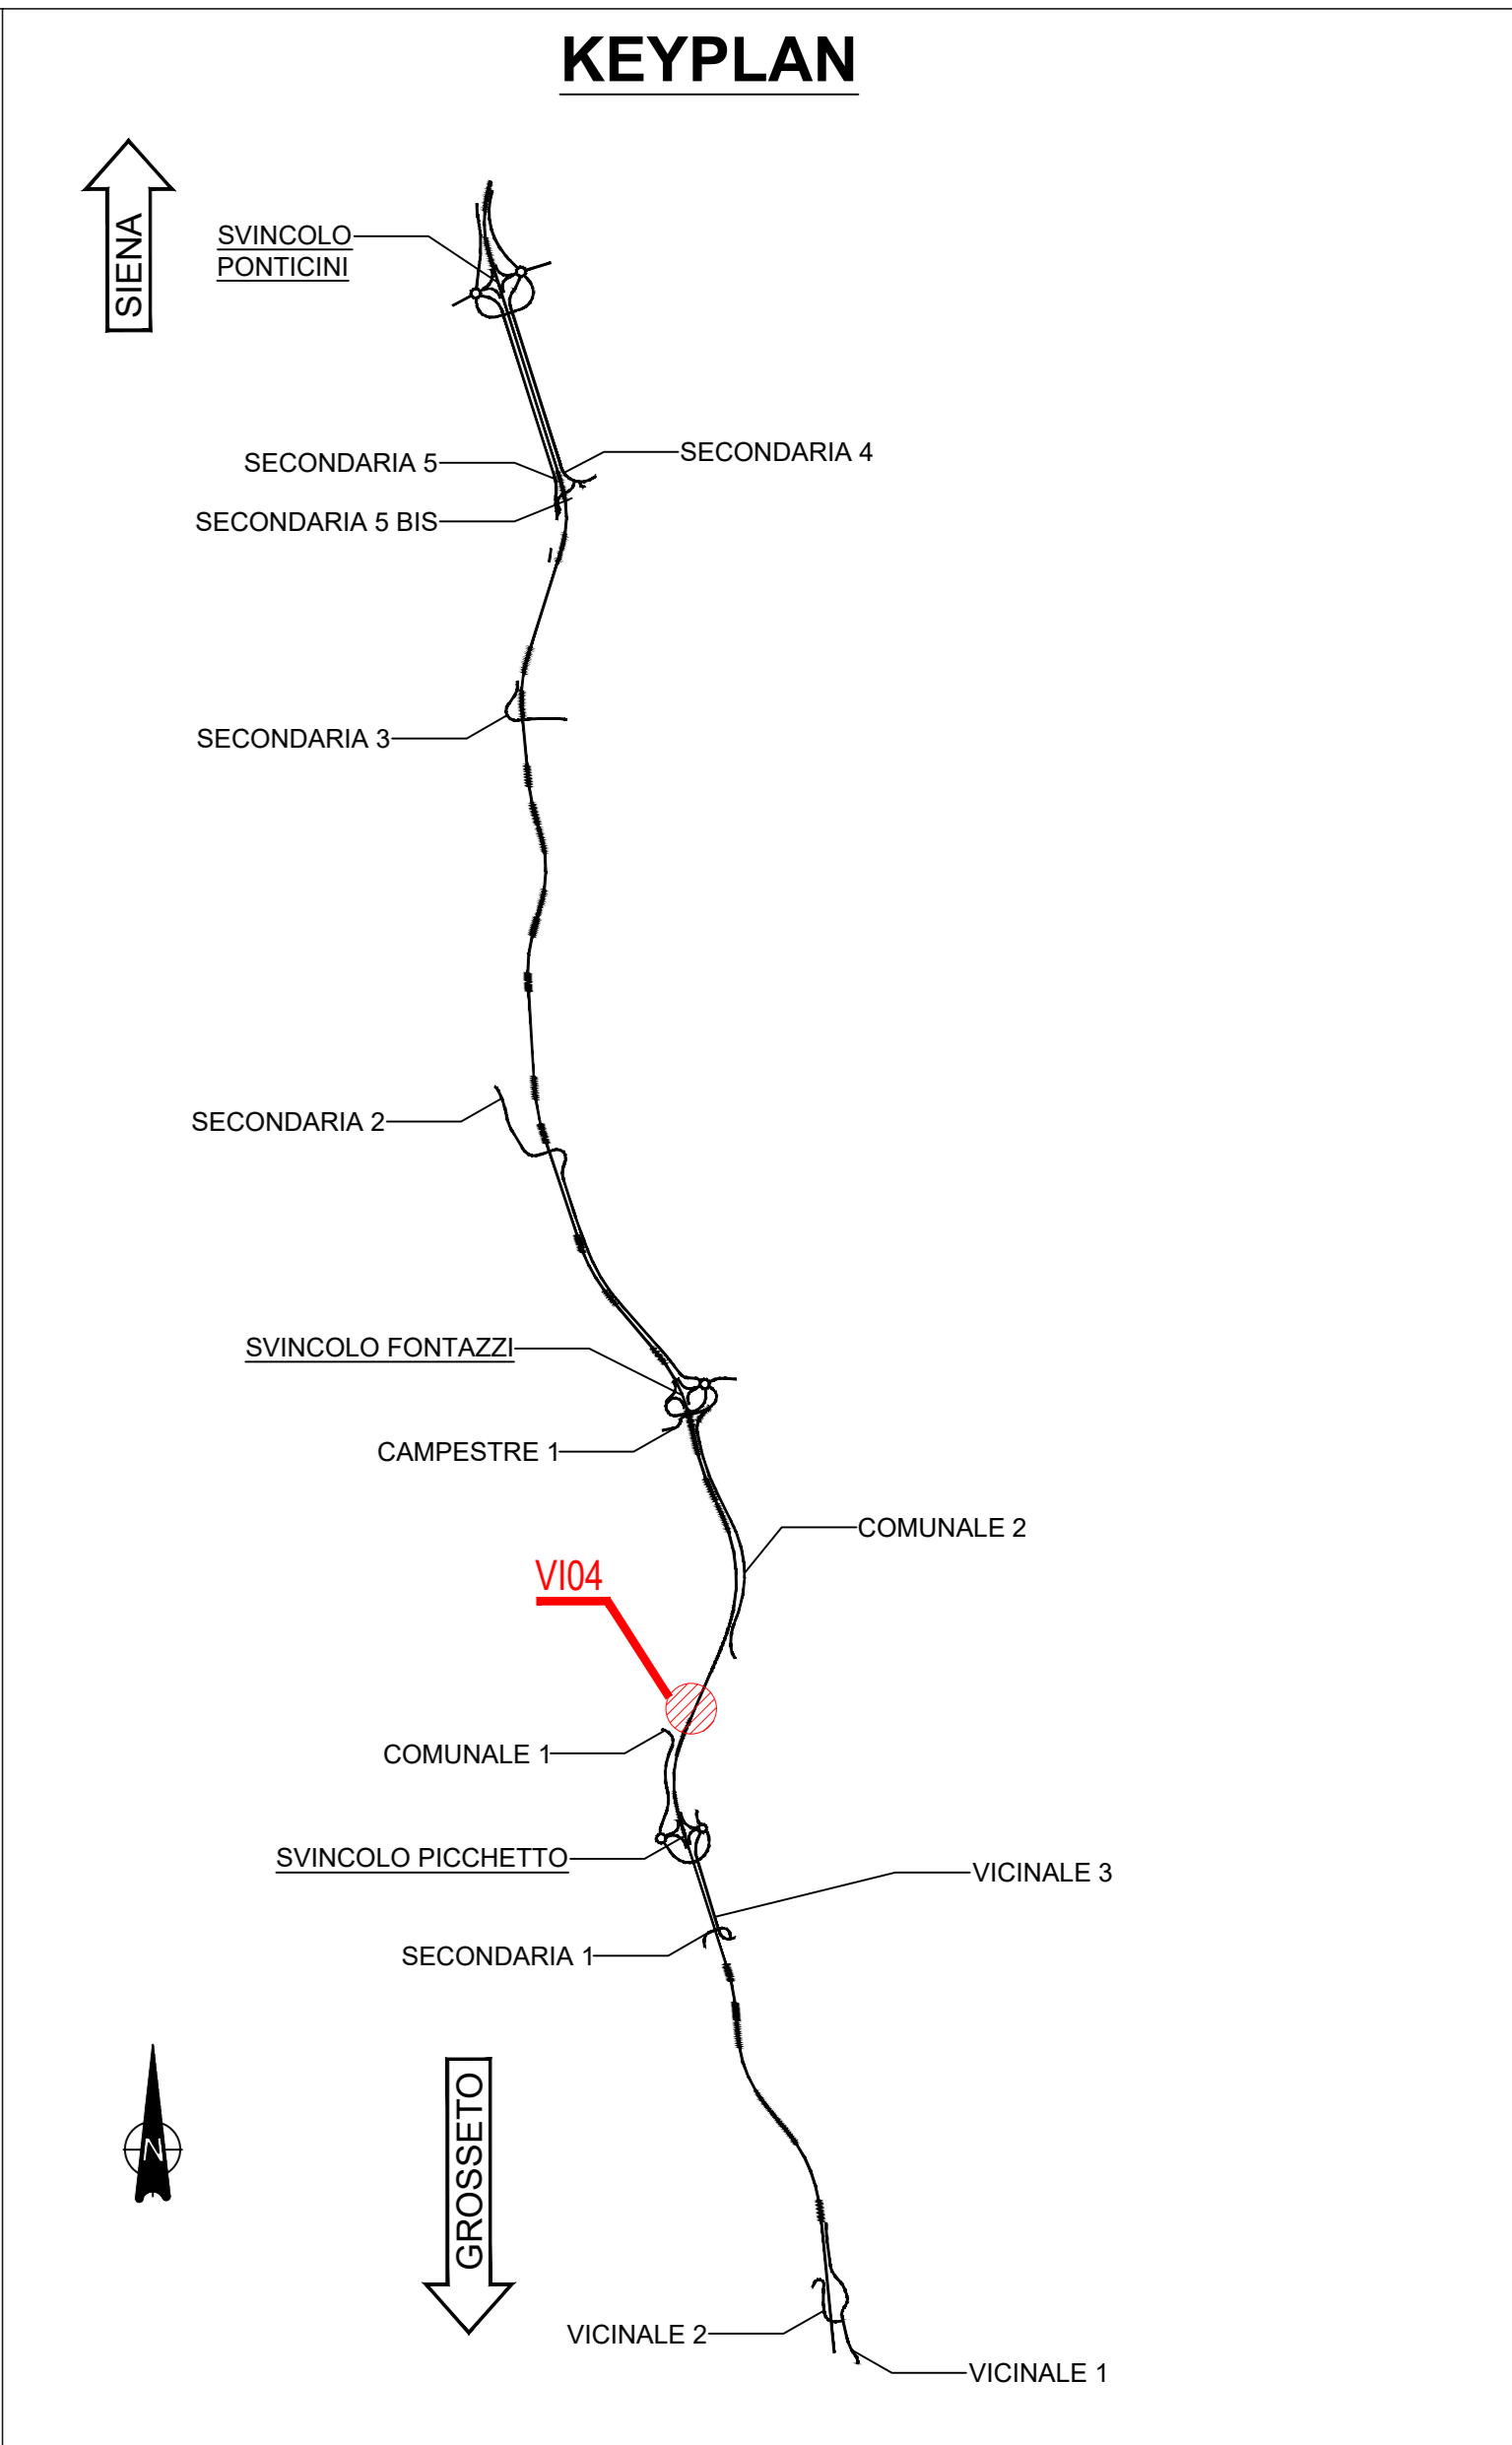 KEYPLAN
SIENA
SVINCOLO
PONTICINI
SECONDARIA 4
SECONDARIA 5
SECONDARIA 5 BIS
SECONDARIA 3
SECONDARIA 2
SVINCOLO FONTAZZI
CAMPESTRE 1
COMUNALE 2
VI04
COMUNALE 1
SVINCOLO PICCHETTO
VICINALE 3
SECONDARIA 1
N
GROSSETO
VICINALE 2
VICINALE 1